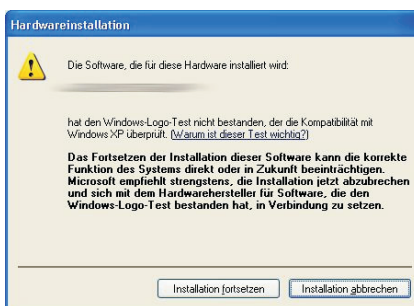 Hardwareinstallation
Die Software, die für diese Hardware installiert wird:
hat den Windows-Logo-Test nicht bestanden, der die Kompatibilität mit
Windows XP überprüft. (Warum ist dieser Test wichtig?)
Das Fortsetzen der Installation dieser Software kann die korrekte
Funktion des Systems direkt oder in Zukunft beeinträchtigen.
Microsoft empfiehlt strengstens, die Installation jetzt abzubrechen
und sich mit dem Hardwarehersteller für Software, die den
Windows-Logo-Test bestanden hat, in Verbindung zu setzen.
Installation fortsetzen Installation abbrechen